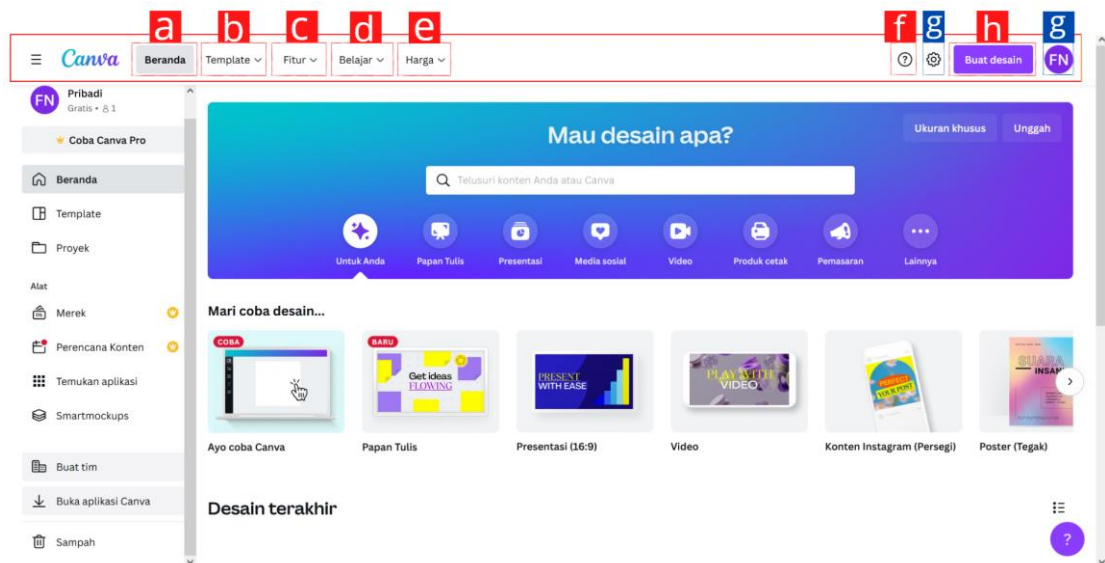 a b c d e f g h g
Canva Beranda Template Fitur Belajar Harga ? Buat desain FN
FN Pribadi
Gratis • 1
Coba Canva Pro
Beranda
Template
Proyek
Alat
Merek
Perencana Konten
Temukan aplikasi
Smartmockups
Buat tim
Buka aplikasi Canva
Sampah
Ukuran khusus Unggah
Mau desain apa?
Telusuri konten Anda atau Canva
Untuk Anda Papan Tulis Presentasi Media sosial Video Produk cetak Pemasaran Lainnya
Mari coba desain...
COBA
BARU
Get ideas
FLOWING
PRESENT
WITH EASE
PLAY WITH
VIDEO
PERFECT
YOUR POST
SUARA
INSANI
Ayo coba Canva Papan Tulis Presentasi (16:9) Video Konten Instagram (Persegi) Poster (Tegak)
Desain terakhir
?